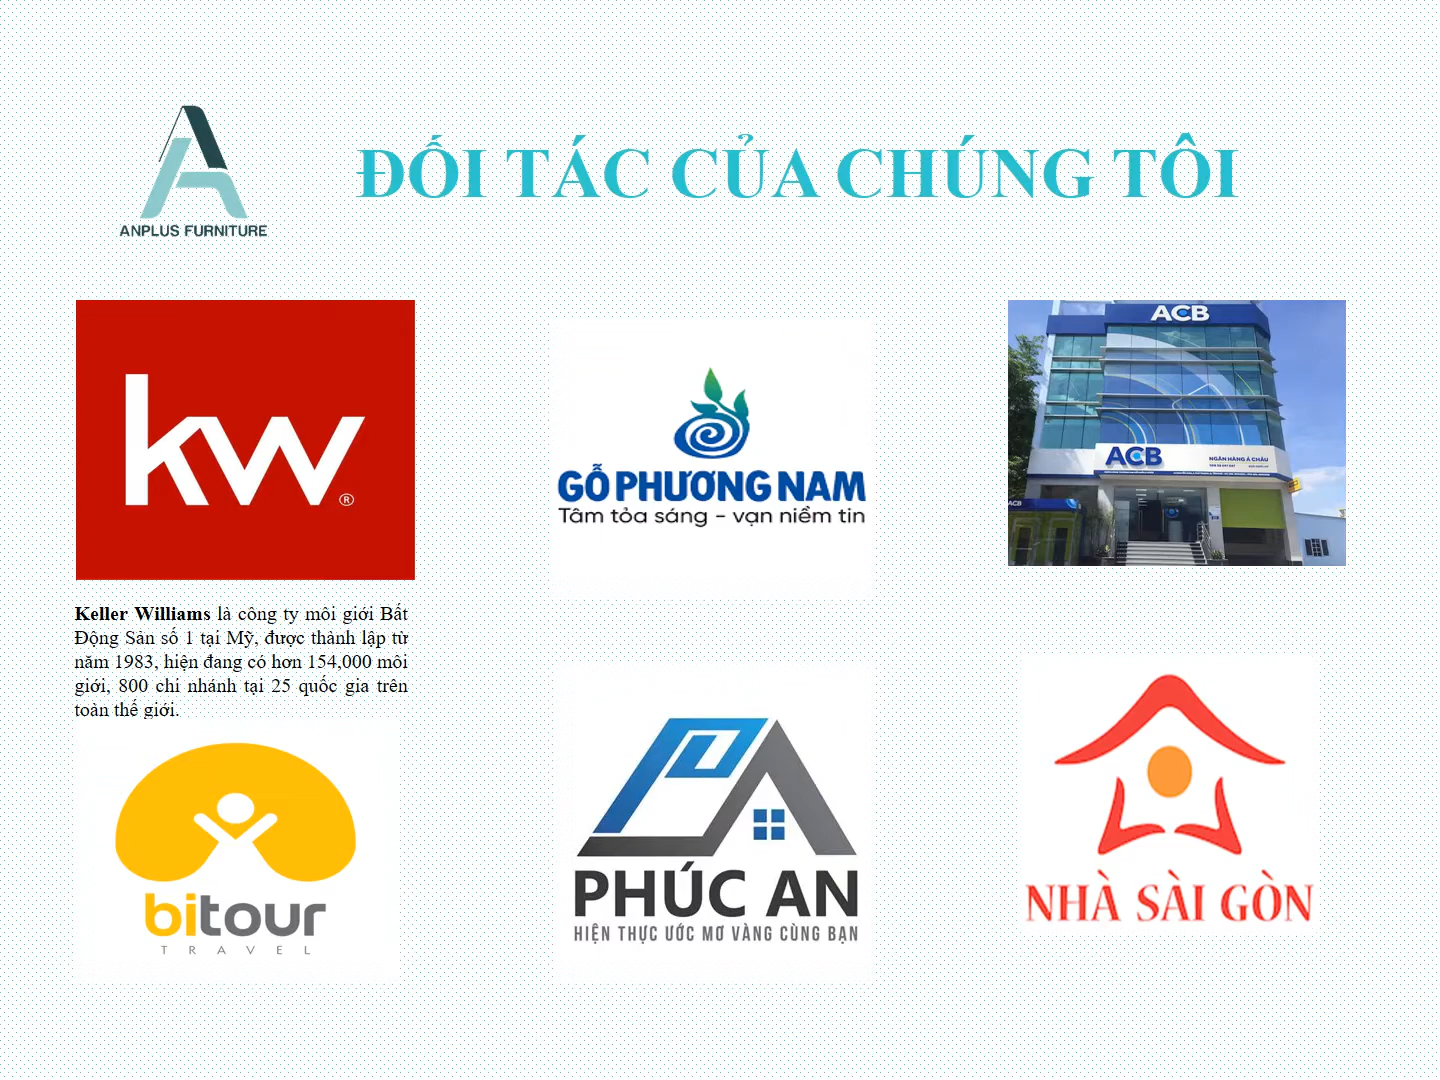 ANPLUS FURNITURE
ĐỐI TÁC CỦA CHÚNG TÔI
kw
®
GỖ PHƯƠNG NAM
Tâm tỏa sáng - vạn niềm tin
ACB
ACB
NGÂN HÀNG Á CHÂU
ACB
Keller Williams là công ty môi giới Bất
Động Sản số 1 tại Mỹ, được thành lập từ
năm 1983, hiện đang có hơn 154,000 môi
giới, 800 chi nhánh tại 25 quốc gia trên
toàn thế giới.
bitour
TRAVEL
PHÚC AN
HIỆN THỰC ƯỚC MƠ VÀNG CÙNG BẠN
NHÀ SÀI GÒN